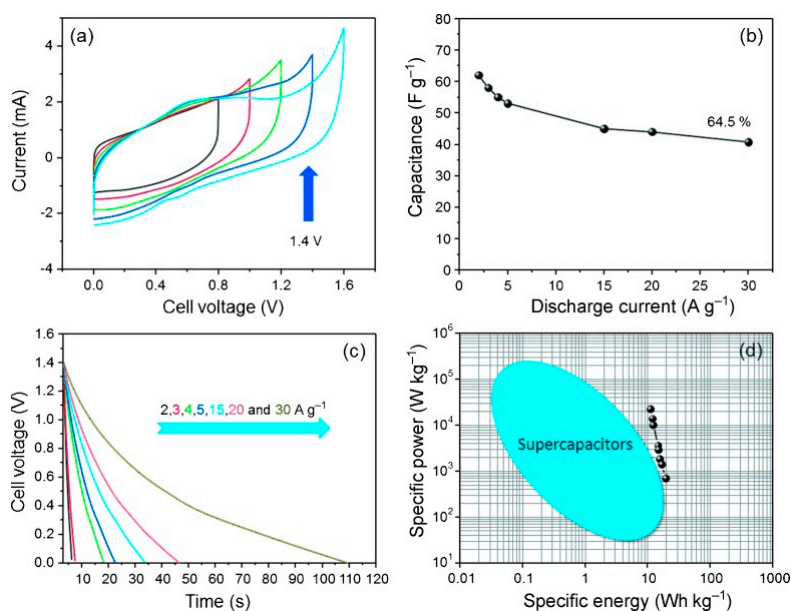 (a)
Current (mA)
4
2
0
−2
−4
0.0 0.4 0.8 1.2 1.6
Cell voltage (V)
1.4 V
(b)
Capacitance (F g⁻¹)
80
70
60
50
40
30
20
10
0
0 5 10 15 20 25 30
Discharge current (A g⁻¹)
64.5 %
(c)
Cell voltage (V)
1.6
1.4
1.2
1.0
0.8
0.6
0.4
0.2
0.0
10 20 30 40 50 60 70 80 90 100 110 120
Time (s)
2,3,4,5,15,20 and 30 A g⁻¹
(d)
Specific power (W kg⁻¹)
10⁶
10⁵
10⁴
10³
10²
10¹
0.01 0.1 1 10 100 1000
Specific energy (Wh kg⁻¹)
Supercapacitors